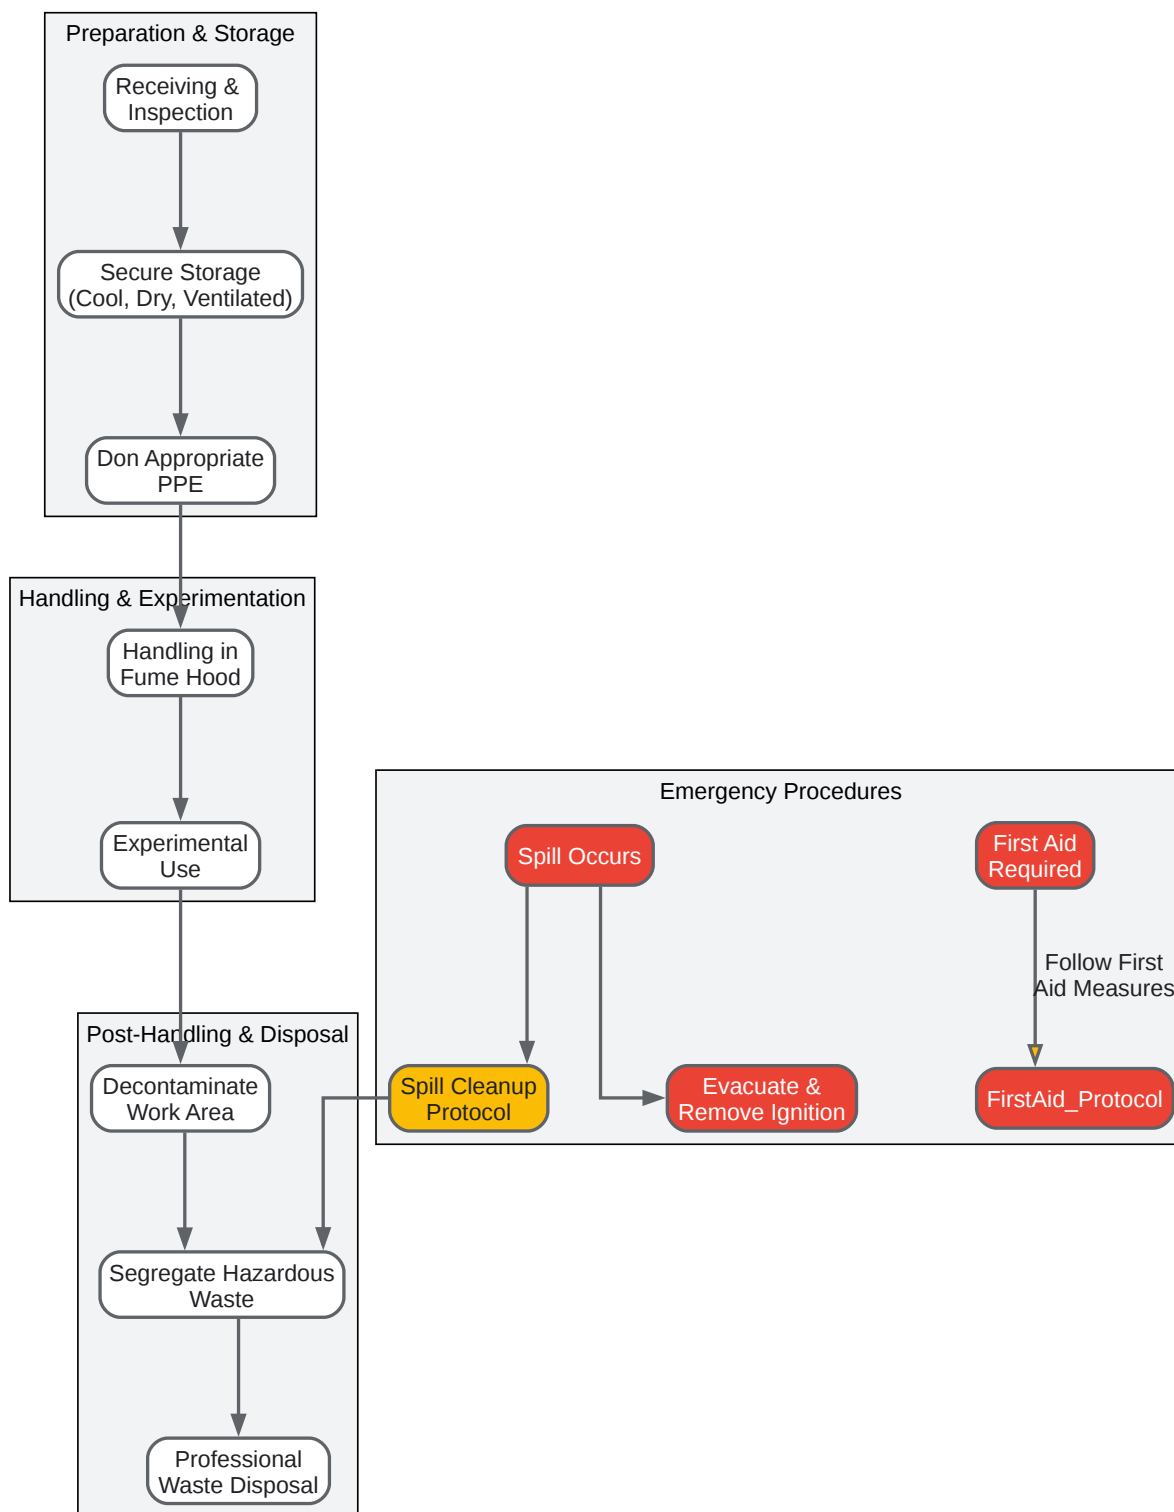 Preparation & Storage
Receiving &
Inspection
Secure Storage
(Cool, Dry, Ventilated)
Don Appropriate
PPE
Handling & Experimentation
Handling in
Fume Hood
Experimental
Use
Emergency Procedures
Spill Occurs
First Aid
Required
Follow First
Aid Measures
Spill Cleanup
Protocol
Evacuate &
Remove Ignition
FirstAid_Protocol
Post-Handling & Disposal
Decontaminate
Work Area
Segregate Hazardous
Waste
Professional
Waste Disposal